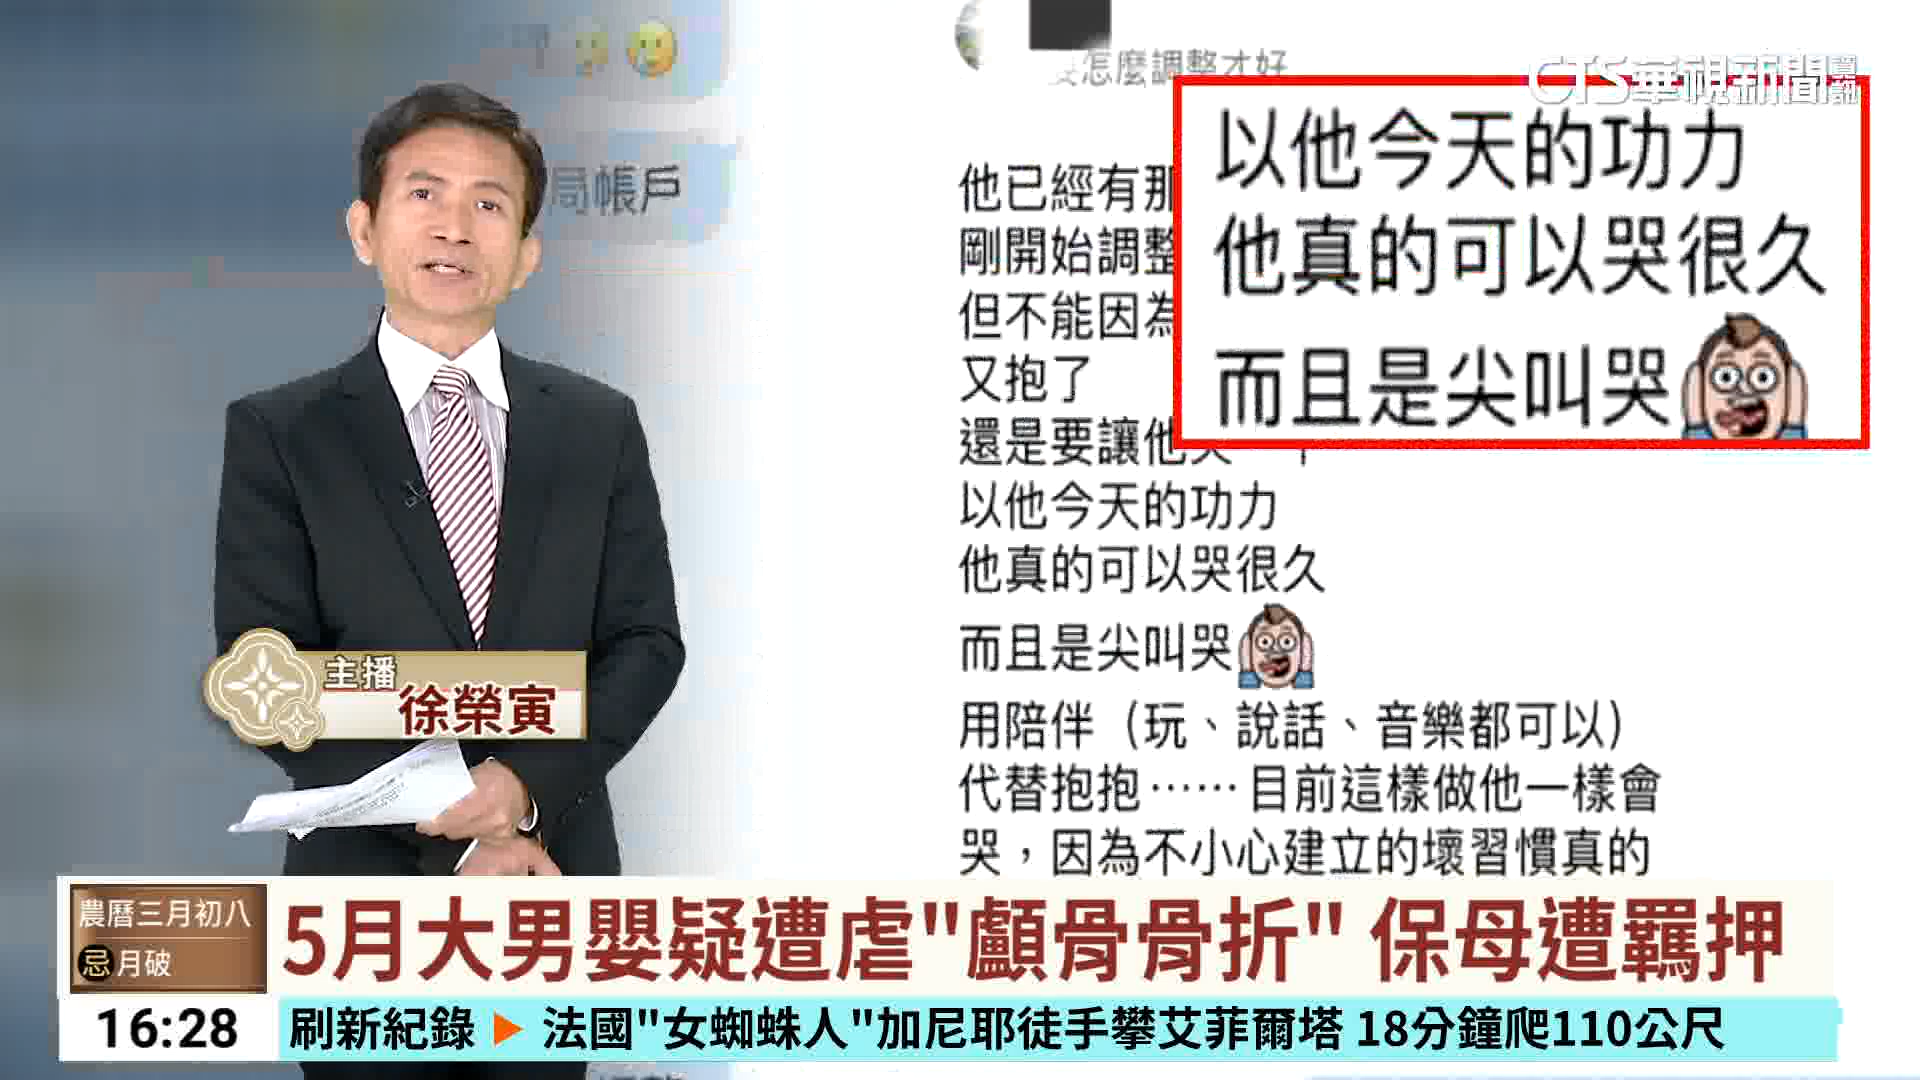 CTS華視新聞資訊
怎麼調整才好
以他今天的功力
他真的可以哭很久
而且是尖叫哭
局帳戶
他已經有那
剛開始調整
但不能因為
又抱了
還是要讓他哭一下
以他今天的功力
他真的可以哭很久
而且是尖叫哭
用陪伴（玩、說話、音樂都可以）
代替抱抱⋯⋯目前這樣做他一樣會
哭，因為不小心建立的壞習慣真的
主播
徐榮寅
農曆三月初八
忌月破
5月大男嬰疑遭虐"顱骨骨折" 保母遭羈押
16:28
刷新紀錄 ▶ 法國"女蜘蛛人"加尼耶徒手攀艾菲爾塔 18分鐘爬110公尺